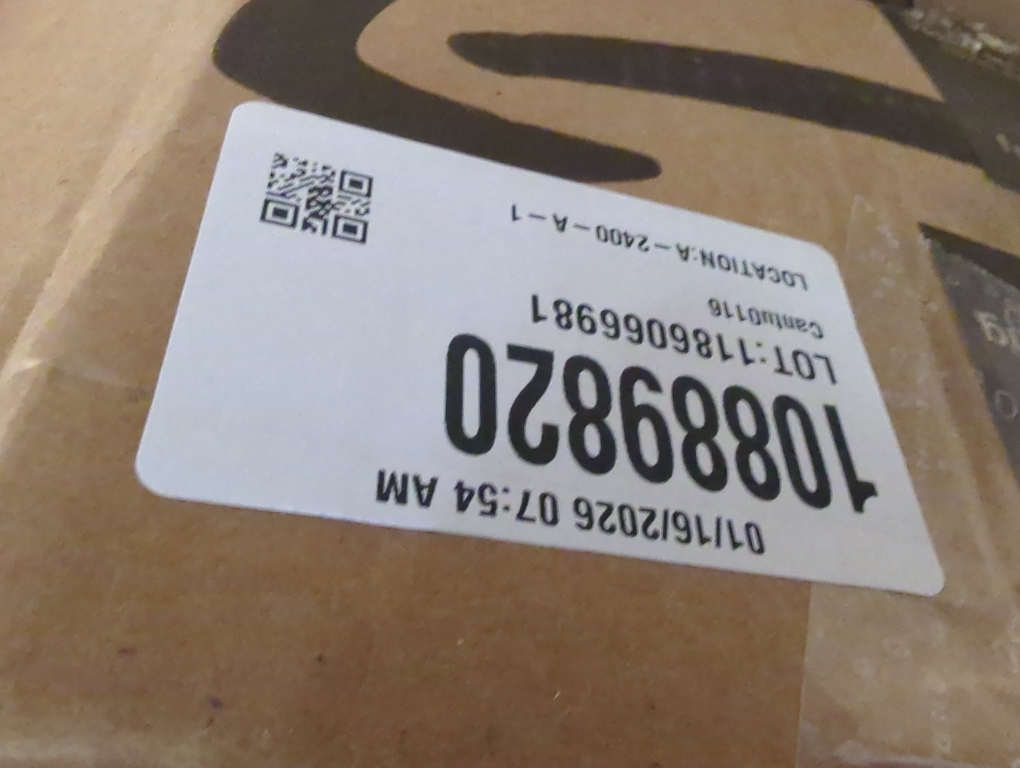 01/16/2026 07:54 AM
10889820
LOT:1186066981
Cantu0116
LOCATION:A – 2400 – A – 1